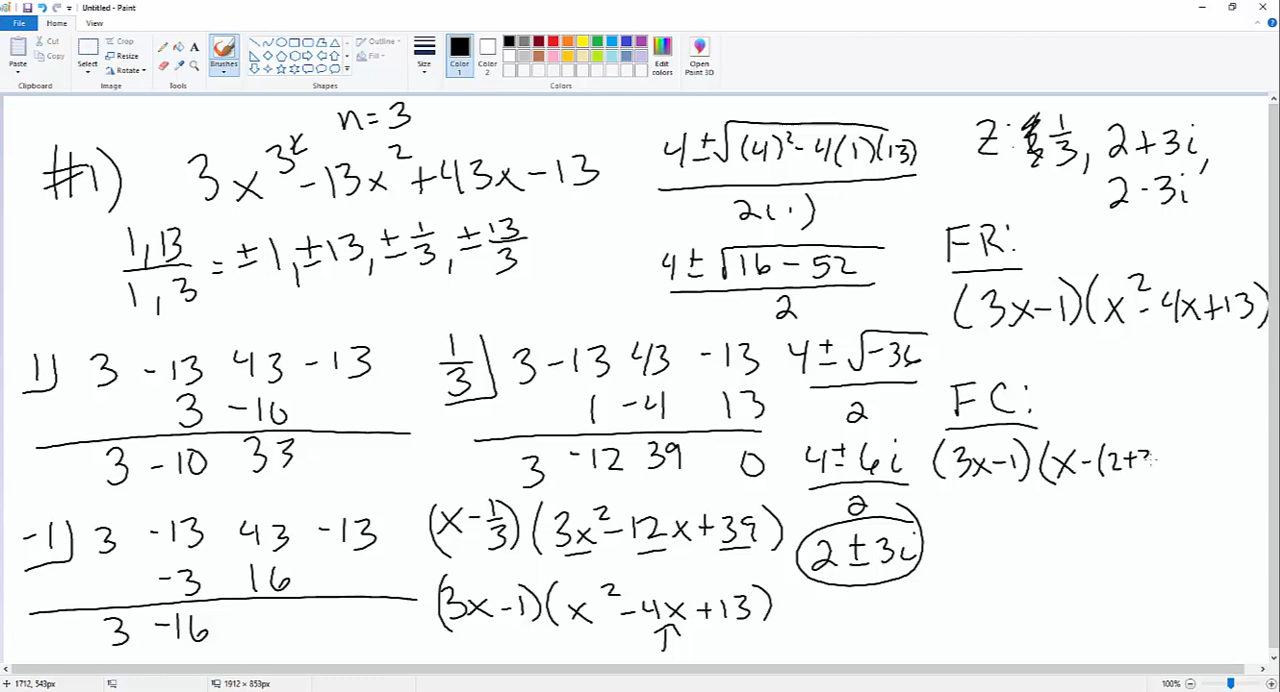 Untitled - Paint
File Home View
Paste Cut Copy Clipboard
Select Crop Resize Rotate Image
Tools
Brushes
Outline Fill Shapes
Size
Color 1
Color 2
Edit colors
Colors
Open Paint 3D
#1)
n=3
3x³-13x²+43x-13
1,13/1,3 = ±1,±13,±1/3,±13/3
1) 3 -13 43 -13
3 -10
3 -10 33
-1) 3 -13 43 -13
-3 16
3 -16
1/3) 3 -13 43 -13
1 -4 13
3 -12 39 0
(x-1/3)(3x²-12x+39)
(3x-1)(x²-4x+13)
4±√(4)²-4(1)(13)
2(1)
4±√16-52
2
4±√-36
2
4±6i
2
2±3i
Z: 1/3, 2+3i,
2-3i
FR:
(3x-1)(x²-4x+13)
FC:
(3x-1)(x-(2+3
1712, 543px
1912 × 853px
100%